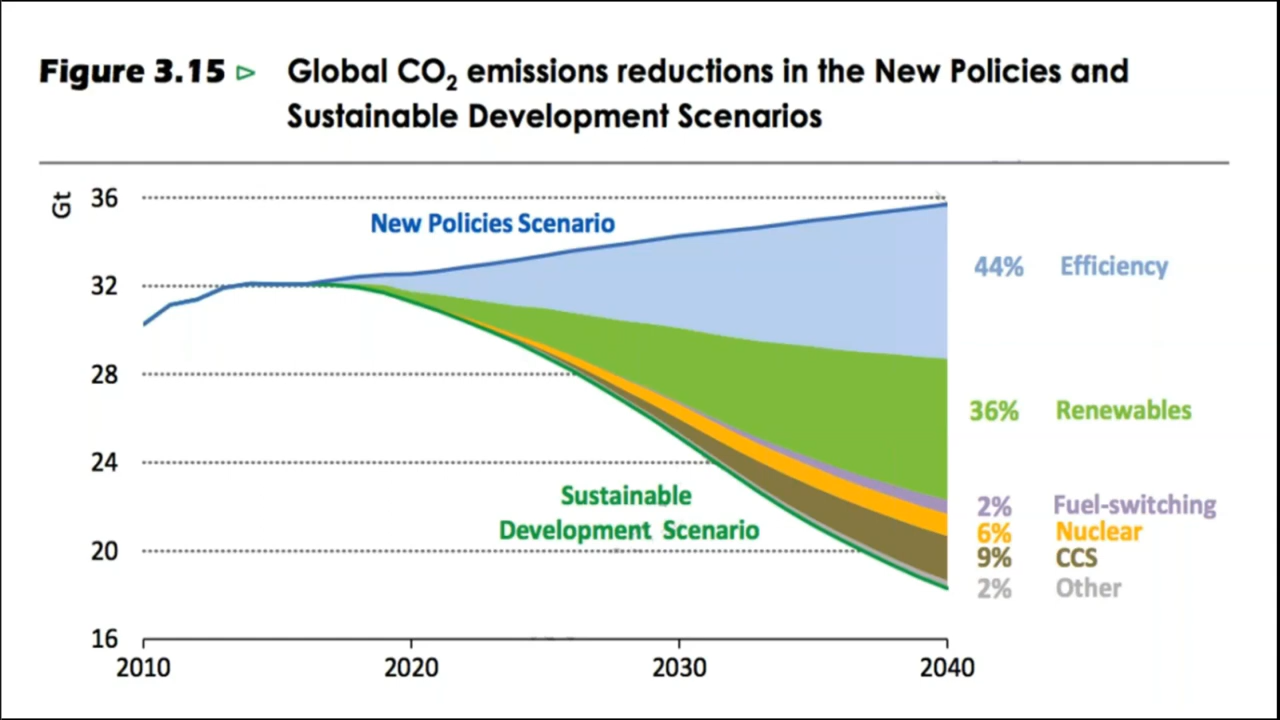 Figure 3.15 ▷ Global CO₂ emissions reductions in the New Policies and
Sustainable Development Scenarios
Gt
36
New Policies Scenario
44% Efficiency
32
28
36% Renewables
24
Sustainable
Development Scenario
2% Fuel-switching
6% Nuclear
20
9% CCS
2% Other
16
2010 2020 2030 2040